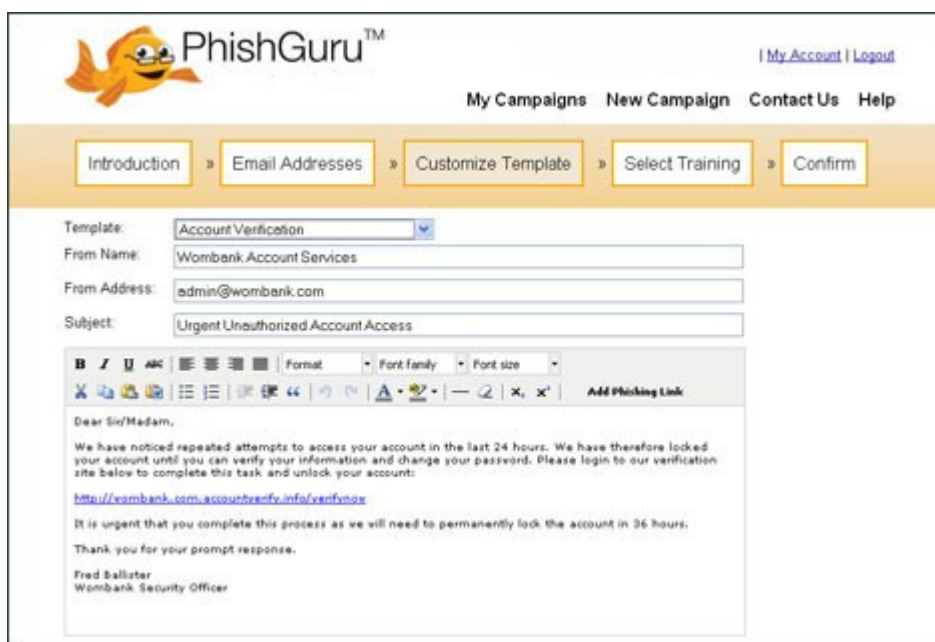 PhishGuru™
| My Account | Logout
My Campaigns New Campaign Contact Us Help
Introduction » Email Addresses » Customize Template » Select Training » Confirm
Template: Account Verification
From Name: Wombank Account Services
From Address: admin@wombank.com
Subject: Urgent Unauthorized Account Access
B I U ABC Format Font family Font size
A x, x² Add Phishing Link
Dear Sir/Madam,
We have noticed repeated attempts to access your account in the last 24 hours. We have therefore locked
your account until you can verify your information and change your password. Please login to our verification
site below to complete this task and unlock your account:
http://wombank.com.accountverify.info/verifynow
It is urgent that you complete this process as we will need to permanently lock the account in 36 hours.
Thank you for your prompt response.
Fred Ballister
Wombank Security Officer